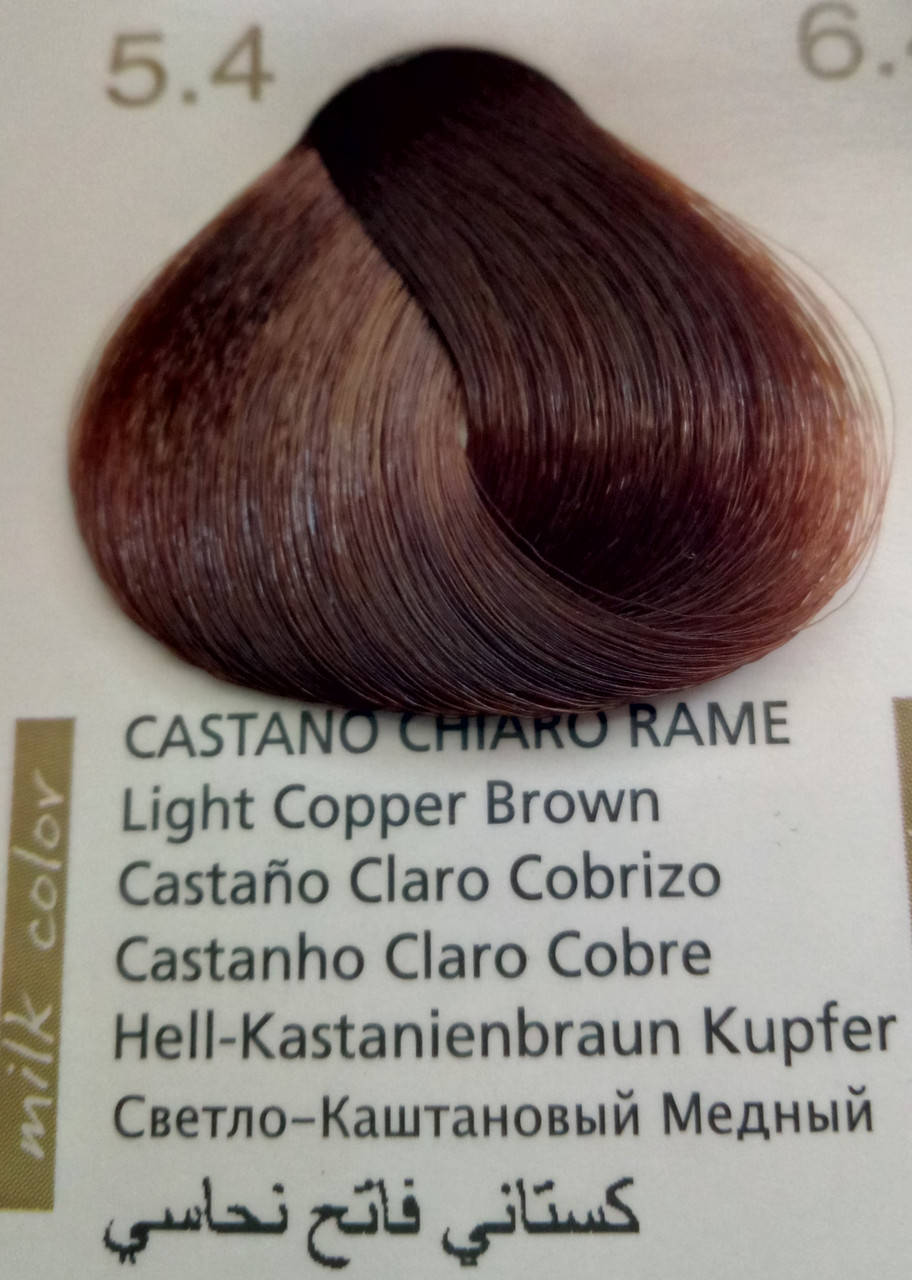 5.4
CASTANO CHIARO RAME
Light Copper Brown
Castaño Claro Cobrizo
Castanho Claro Cobre
Hell-Kastanienbraun Kupfer
Светло-Каштановый Медный
كستاني فاتح نحاسي
milk color